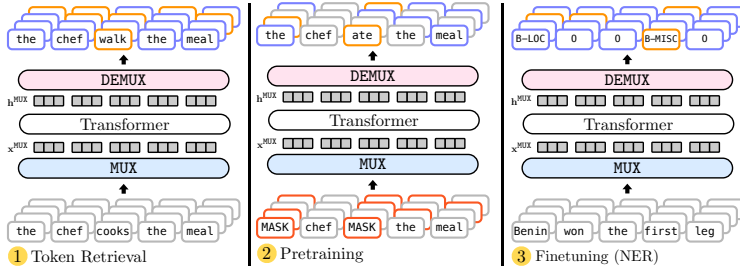 the chef walk the meal
DEMUX
h^MUX
Transformer
x^MUX
MUX
the chef cooks the meal
1 Token Retrieval
the chef ate the meal
DEMUX
h^MUX
Transformer
x^MUX
MUX
MASK chef MASK the meal
2 Pretraining
B-LOC O O B-MISC O
DEMUX
h^MUX
Transformer
x^MUX
MUX
Benin won the first leg
3 Finetuning (NER)